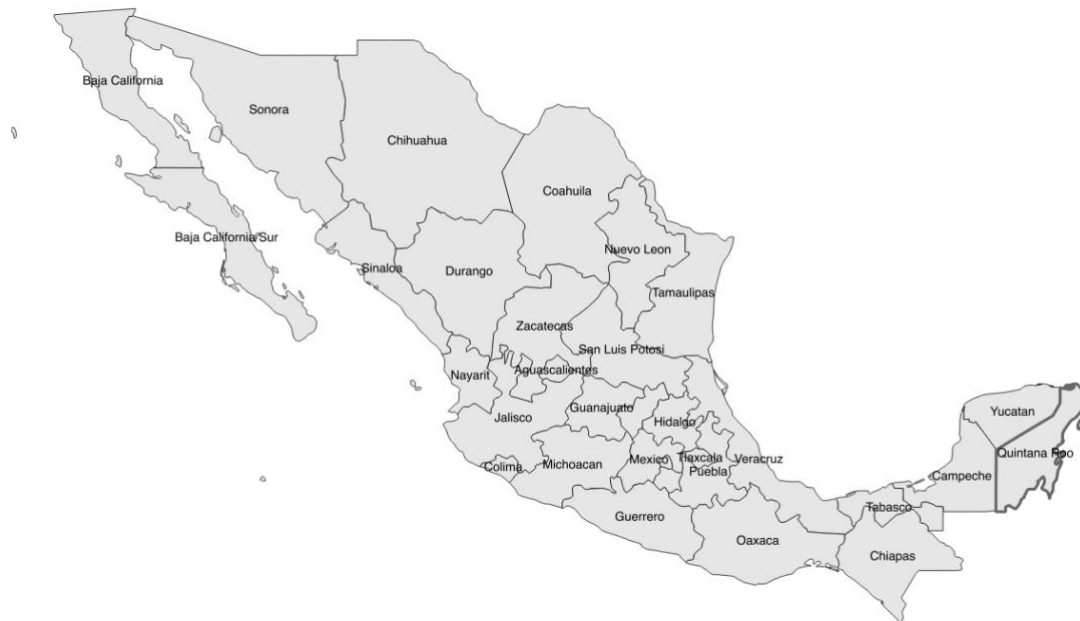 Baja California
Sonora
Chihuahua
Coahuila
Baja California/Sur
Nuevo Leon
Sinaloa
Durango
Tamaulipas
Zacatecas
San Luis Potosi
Nayarit
Aguascalientes
Jalisco
Guanajuato
Hidalgo
Yucatan
Colima
Michoacan
Mexico
Tlaxcala
Veracruz
Puebla
Campeche
Quintana Roo
Tabasco
Guerrero
Oaxaca
Chiapas